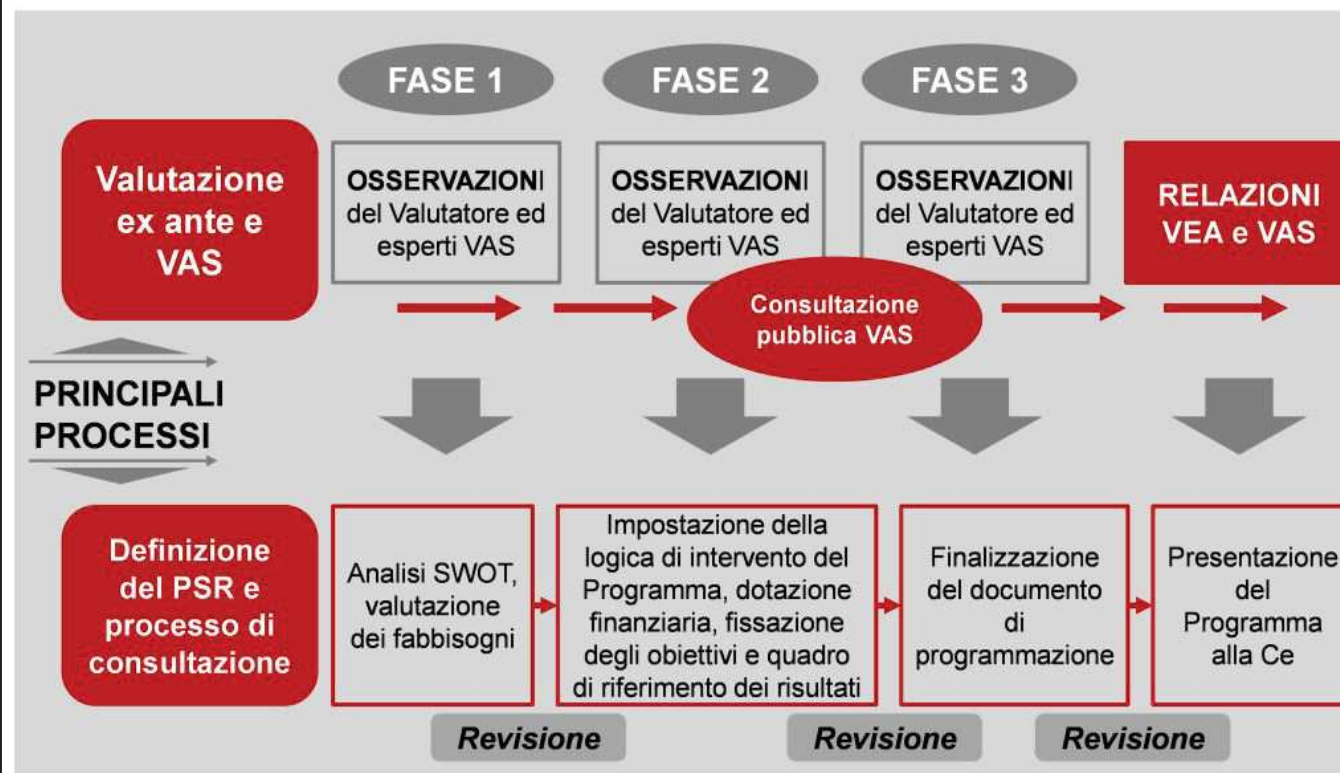 FASE 1
FASE 2
FASE 3
Valutazione
ex ante e
VAS
OSSERVAZIONI
del Valutatore ed
esperti VAS
OSSERVAZIONI
del Valutatore ed
esperti VAS
OSSERVAZIONI
del Valutatore ed
esperti VAS
RELAZIONI
VEA e VAS
Consultazione
pubblica VAS
PRINCIPALI
PROCESSI
Definizione
del PSR e
processo di
consultazione
Analisi SWOT,
valutazione
dei fabbisogni
Impostazione della
logica di intervento del
Programma, dotazione
finanziaria, fissazione
degli obiettivi e quadro
di riferimento dei risultati
Finalizzazione
del documento
di
programmazione
Presentazione
del
Programma
alla Ce
Revisione
Revisione
Revisione